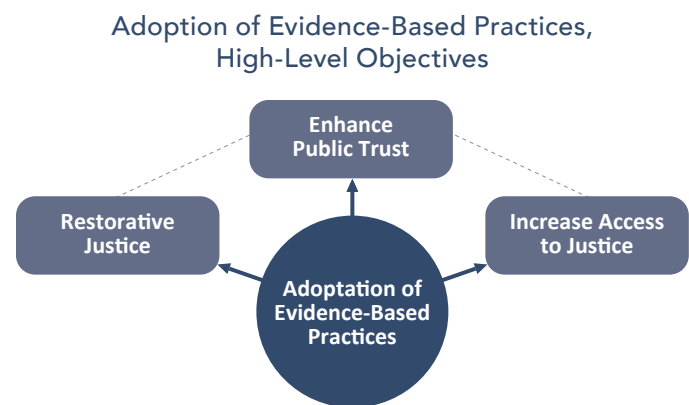 Adoption of Evidence-Based Practices,
High-Level Objectives
Enhance
Public Trust
Restorative
Justice
Increase Access
to Justice
Adoptation of
Evidence-Based
Practices